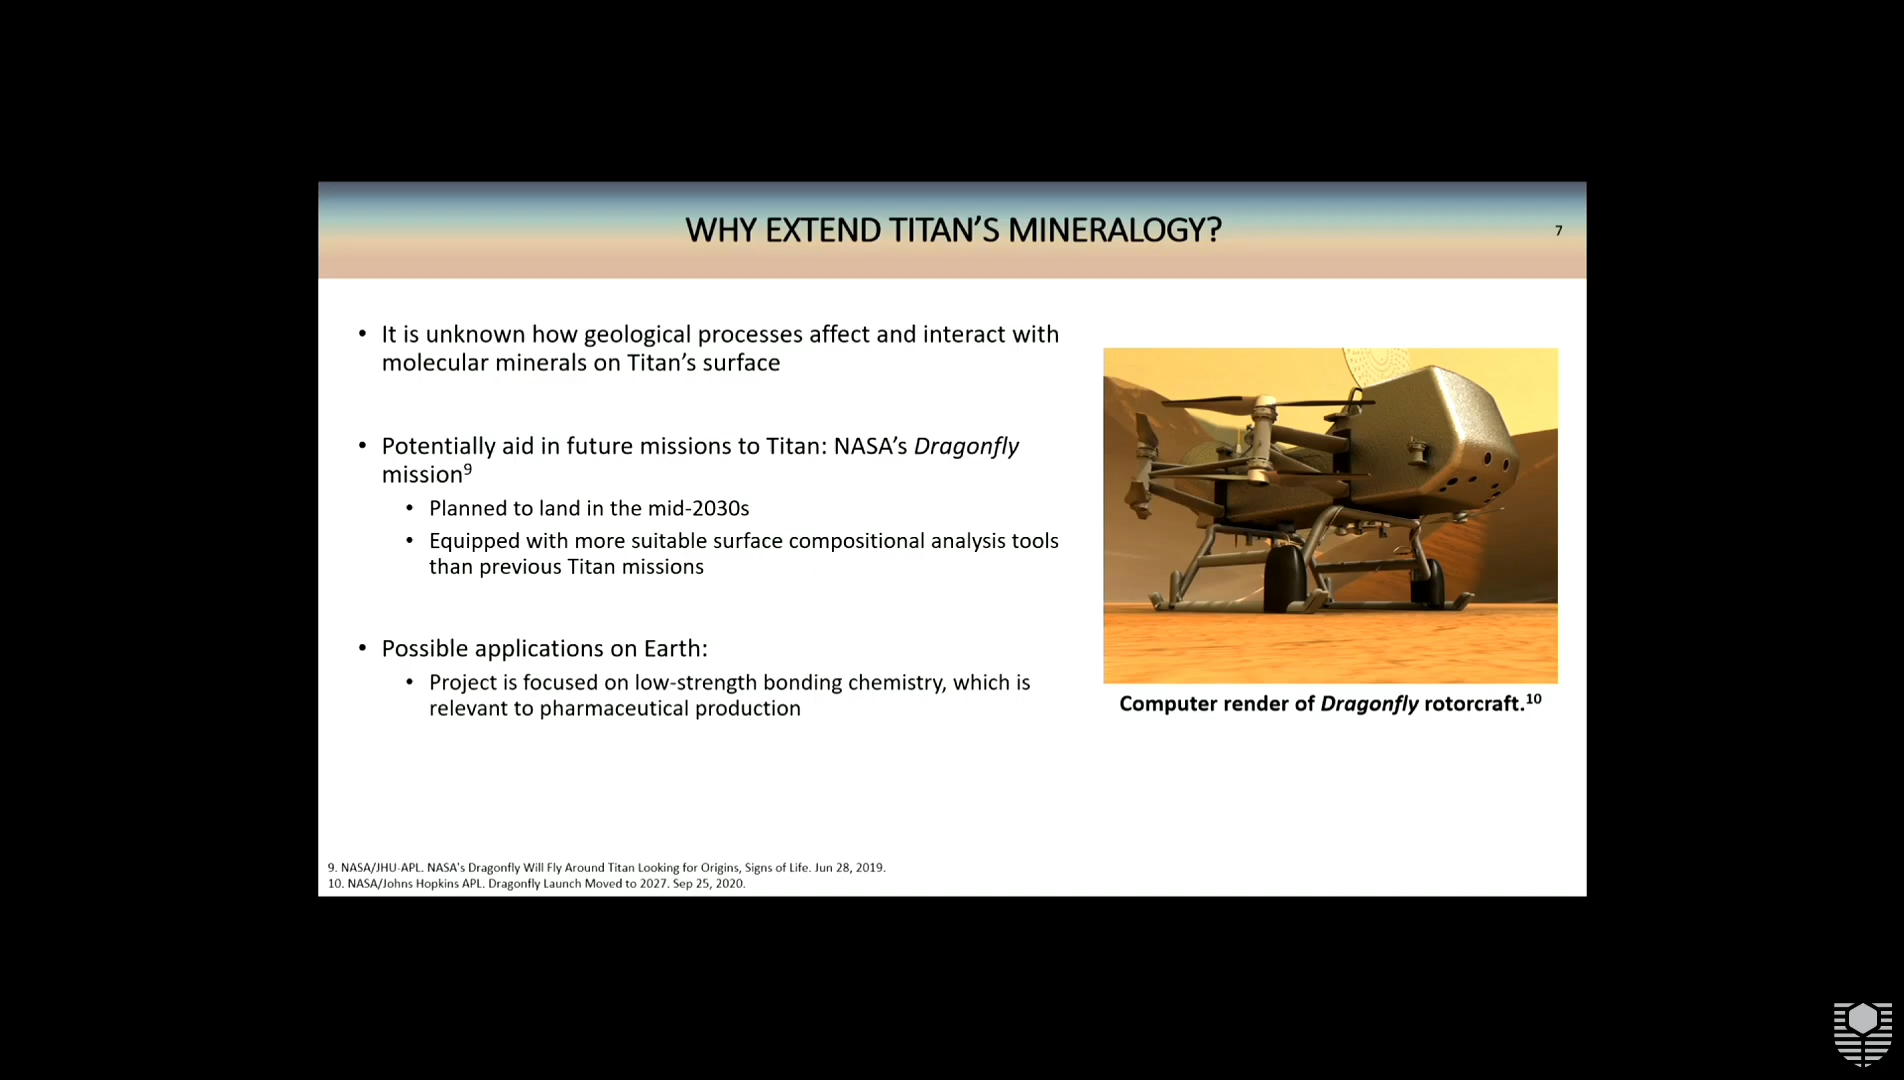 WHY EXTEND TITAN’S MINERALOGY?
7
• It is unknown how geological processes affect and interact with
molecular minerals on Titan’s surface
• Potentially aid in future missions to Titan: NASA’s Dragonfly
mission⁹
• Planned to land in the mid-2030s
• Equipped with more suitable surface compositional analysis tools
than previous Titan missions
• Possible applications on Earth:
• Project is focused on low-strength bonding chemistry, which is
relevant to pharmaceutical production
Computer render of Dragonfly rotorcraft.¹⁰
9. NASA/JHU-APL. NASA's Dragonfly Will Fly Around Titan Looking for Origins, Signs of Life. Jun 28, 2019.
10. NASA/Johns Hopkins APL. Dragonfly Launch Moved to 2027. Sep 25, 2020.